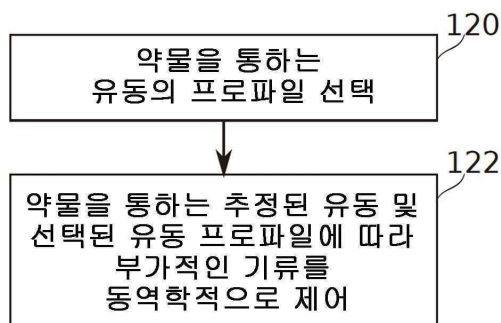 120
약물을 통하는
유동의 프로파일 선택
122
약물을 통하는 추정된 유동 및
선택된 유동 프로파일에 따라
부가적인 기류를
동역학적으로 제어